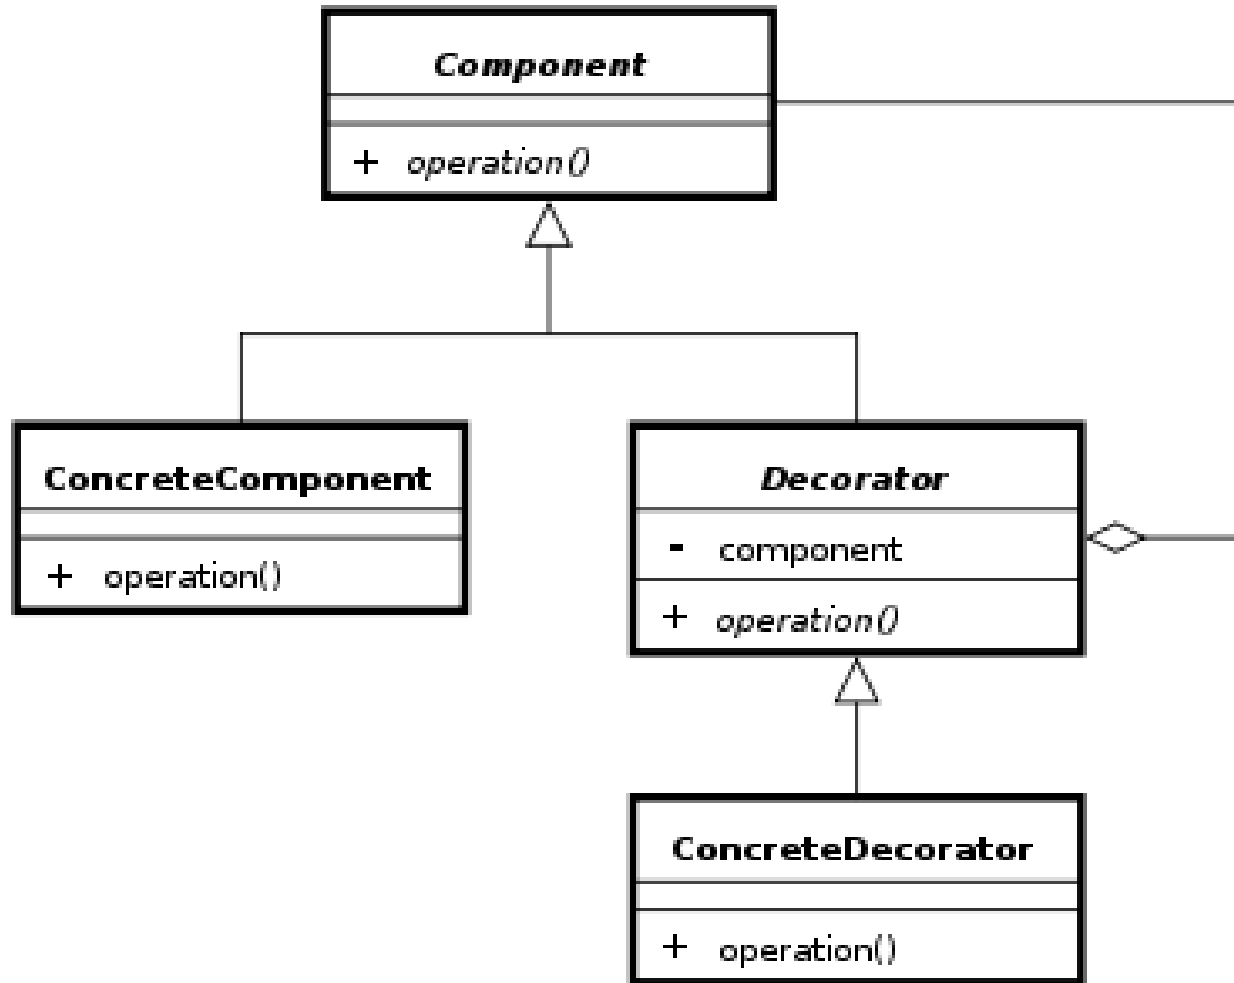 Component
+ operation()
ConcreteComponent
+ operation()
Decorator
- component
+ operation()
ConcreteDecorator
+ operation()